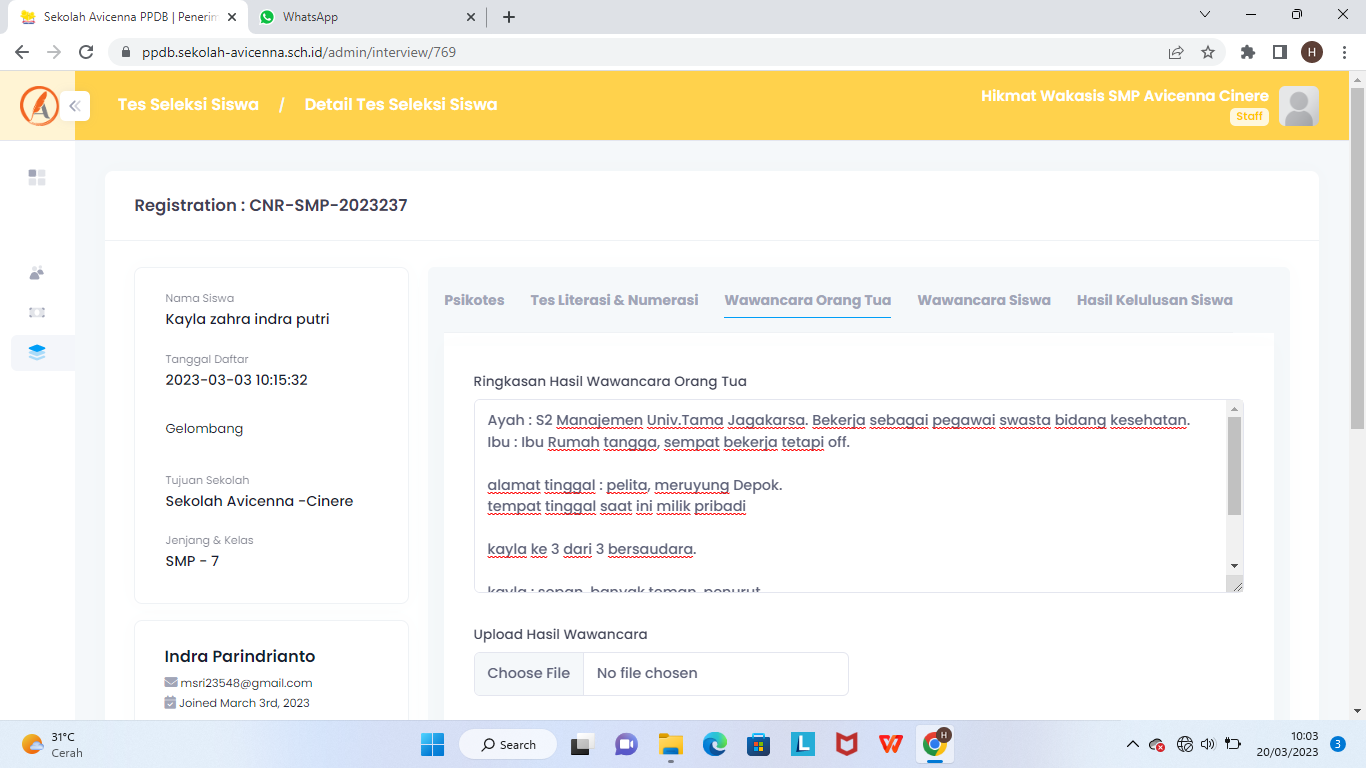 Sekolah Avicenna PPDB | Penerim
WhatsApp
ppdb.sekolah-avicenna.sch.id/admin/interview/769
H
Tes Seleksi Siswa / Detail Tes Seleksi Siswa
Hikmat Wakasis SMP Avicenna Cinere
Staff
Registration : CNR-SMP-2023237
Nama Siswa
Kayla zahra indra putri
Tanggal Daftar
2023-03-03 10:15:32
Gelombang
Tujuan Sekolah
Sekolah Avicenna -Cinere
Jenjang & Kelas
SMP - 7
Indra Parindrianto
msri23548@gmail.com
Joined March 3rd, 2023
Psikotes Tes Literasi & Numerasi Wawancara Orang Tua Wawancara Siswa Hasil Kelulusan Siswa
Ringkasan Hasil Wawancara Orang Tua
Ayah : S2 Manajemen Univ.Tama Jagakarsa. Bekerja sebagai pegawai swasta bidang kesehatan.
Ibu : Ibu Rumah tangga, sempat bekerja tetapi off.
alamat tinggal : pelita, meruyung Depok.
tempat tinggal saat ini milik pribadi
kayla ke 3 dari 3 bersaudara.
kayla : sopan, banyak teman, penurut
Upload Hasil Wawancara
Choose File No file chosen
31°C
Cerah
Search
L
H
10:03
20/03/2023
3